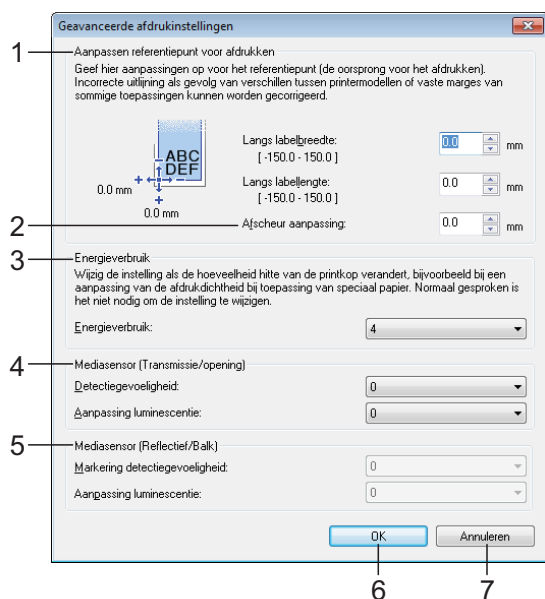 Geavanceerde afdrukinstellingen
1
Aanpassen referentiepunt voor afdrukken
Geef hier aanpassingen op voor het referentiepunt (de oorsprong voor het afdrukken).
Incorrecte uitlijning als gevolg van verschillen tussen printermodellen of vaste marges van
sommige toepassingen kunnen worden gecorrigeerd.
ABC
DEF
0.0 mm
0.0 mm
Langs labelbreedte:
0.0 mm
[ -150.0 - 150.0 ]
Langs labellengte:
0.0 mm
[ -150.0 - 150.0 ]
2
Afscheur aanpassing:
0.0 mm
3
Energieverbruik
Wijzig de instelling als de hoeveelheid hitte van de printkop verandert, bijvoorbeeld bij een
aanpassing van de afdrukdichtheid bij toepassing van speciaal papier. Normaal gesproken is
het niet nodig om de instelling te wijzigen.
Energieverbruik:
4
4
Mediasensor (Transmissie/opening)
Detectiegevoeligheid:
0
Aanpassing luminescentie:
0
5
Mediasensor (Reflectief/Balk)
Markering detectiegevoeligheid:
0
Aanpassing luminescentie:
0
OK
Annuleren
6
7